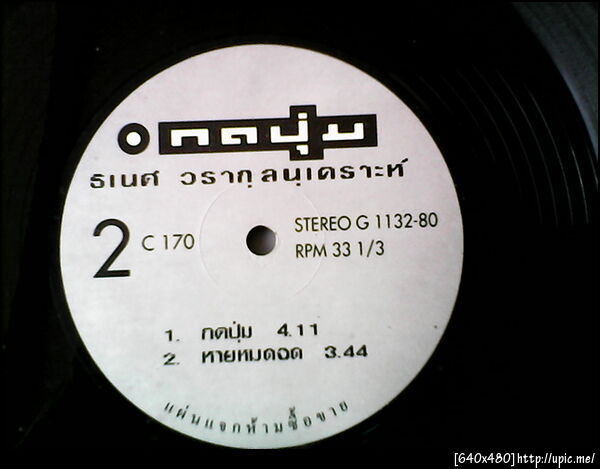 กดปุ่ม
ธเนศ วรากุลนุเคราะห์
2 C 170
STEREO G 1132-80
RPM 33 1/3
1. กดปุ่ม 4.11
2. หายหมดอด 3.44
แผ่นแจกห้ามซื้อขาย
[640x480]http://upic.me/